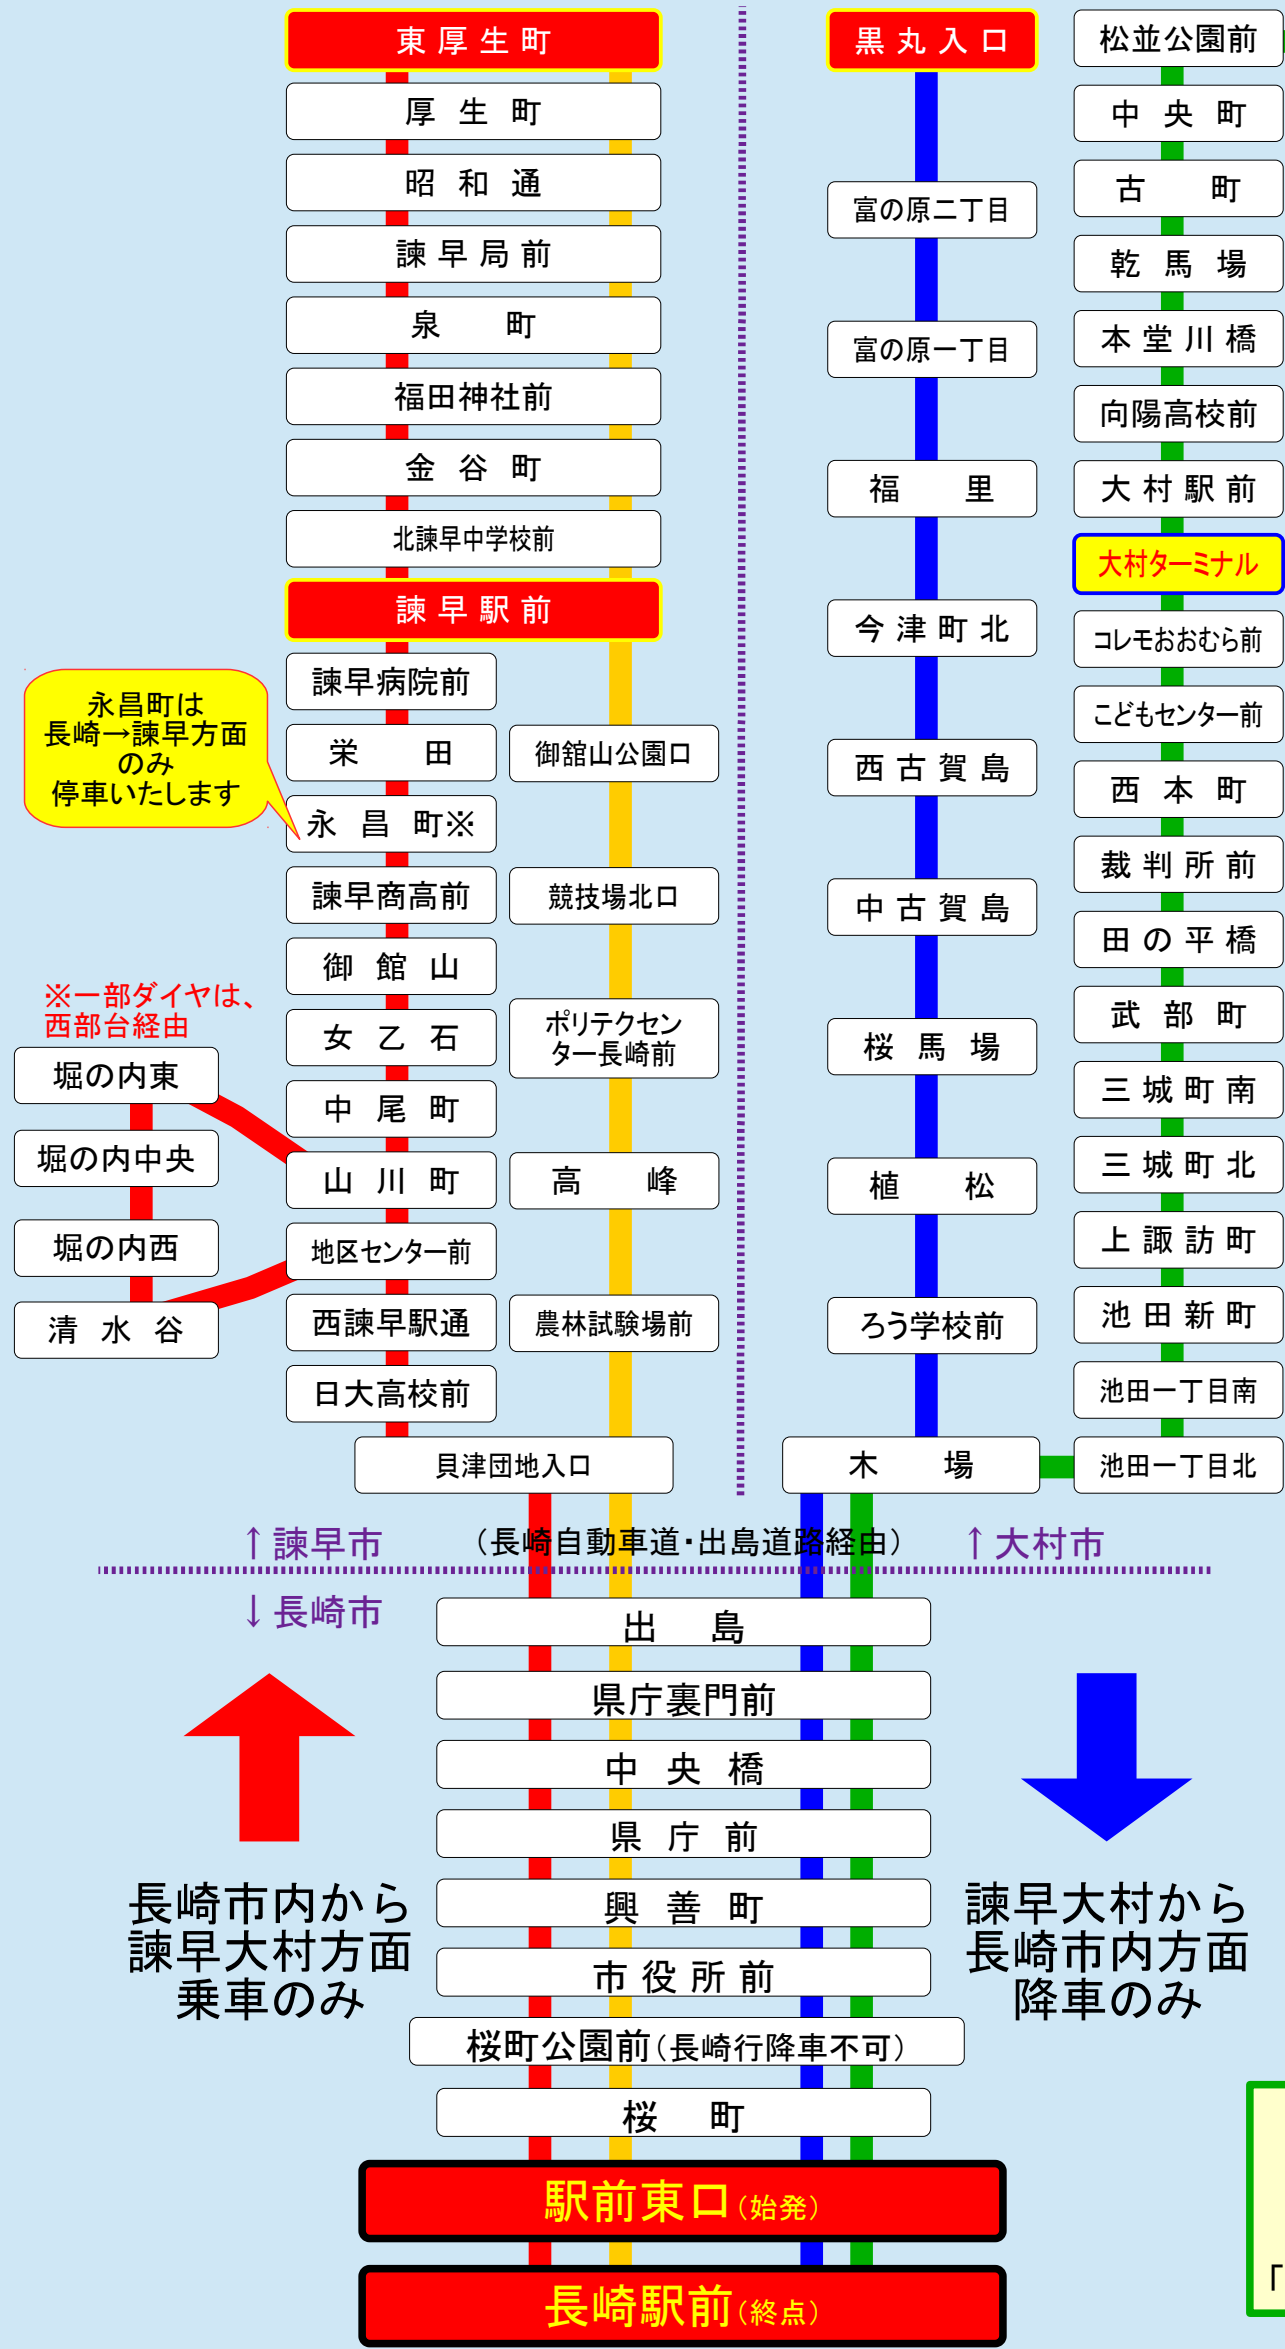 東厚生町
厚生町
昭和通
諫早局前
泉町
福田神社前
金谷町
北諫早中学校前
諫早駅前
諫早病院前
栄田
永昌町※
諫早商高前
御館山
女乙石
中尾町
山川町
地区センター前
西諫早駅通
日大高校前
永昌町は
長崎→諫早方面
のみ
停車いたします
※一部ダイヤは、
西部台経由
堀の内東
堀の内中央
堀の内西
清水谷
御舘山公園口
競技場北口
ポリテクセン
ター長崎前
高峰
農林試験場前
貝津団地入口
黒丸入口
富の原二丁目
富の原一丁目
福里
今津町北
西古賀島
中古賀島
桜馬場
植松
ろう学校前
木場
松並公園前
中央町
古町
乾馬場
本堂川橋
向陽高校前
大村駅前
大村ターミナル
コレモおおむら前
こどもセンター前
西本町
裁判所前
田の平橋
武部町
三城町南
三城町北
上諏訪町
池田新町
池田一丁目南
池田一丁目北
↑諫早市
（長崎自動車道・出島道路経由）
↑大村市
↓長崎市
出島
県庁裏門前
中央橋
県庁前
興善町
市役所前
桜町公園前（長崎行降車不可）
桜町
駅前東口（始発）
長崎駅前（終点）
長崎市内から
諫早大村方面
乗車のみ
諫早大村から
長崎市内方面
降車のみ
「